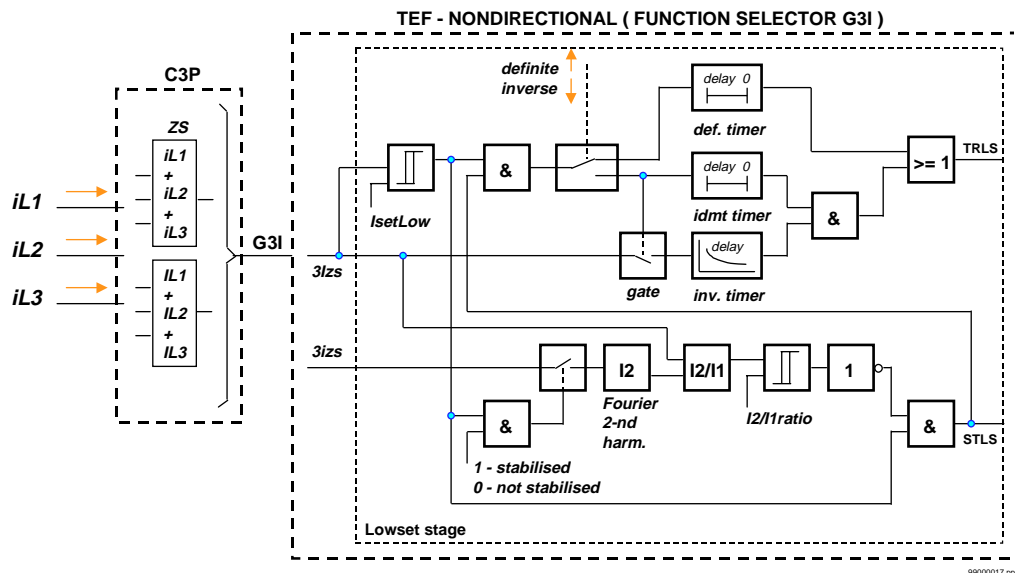 TEF - NONDIRECTIONAL ( FUNCTION SELECTOR G3I )
C3P
ZS
iL1
+
iL2
+
iL3
IL1
+
IL2
+
IL3
iL1
iL2
iL3
G3I
definite
inverse
delay 0
def. timer
IsetLow
&
delay 0
idmt timer
&
>= 1
TRLS
3Izs
gate
delay
inv. timer
3izs
I2
Fourier
2-nd
harm.
I2/I1
I2/I1ratio
1
&
1 - stabilised
0 - not stabilised
&
STLS
Lowset stage